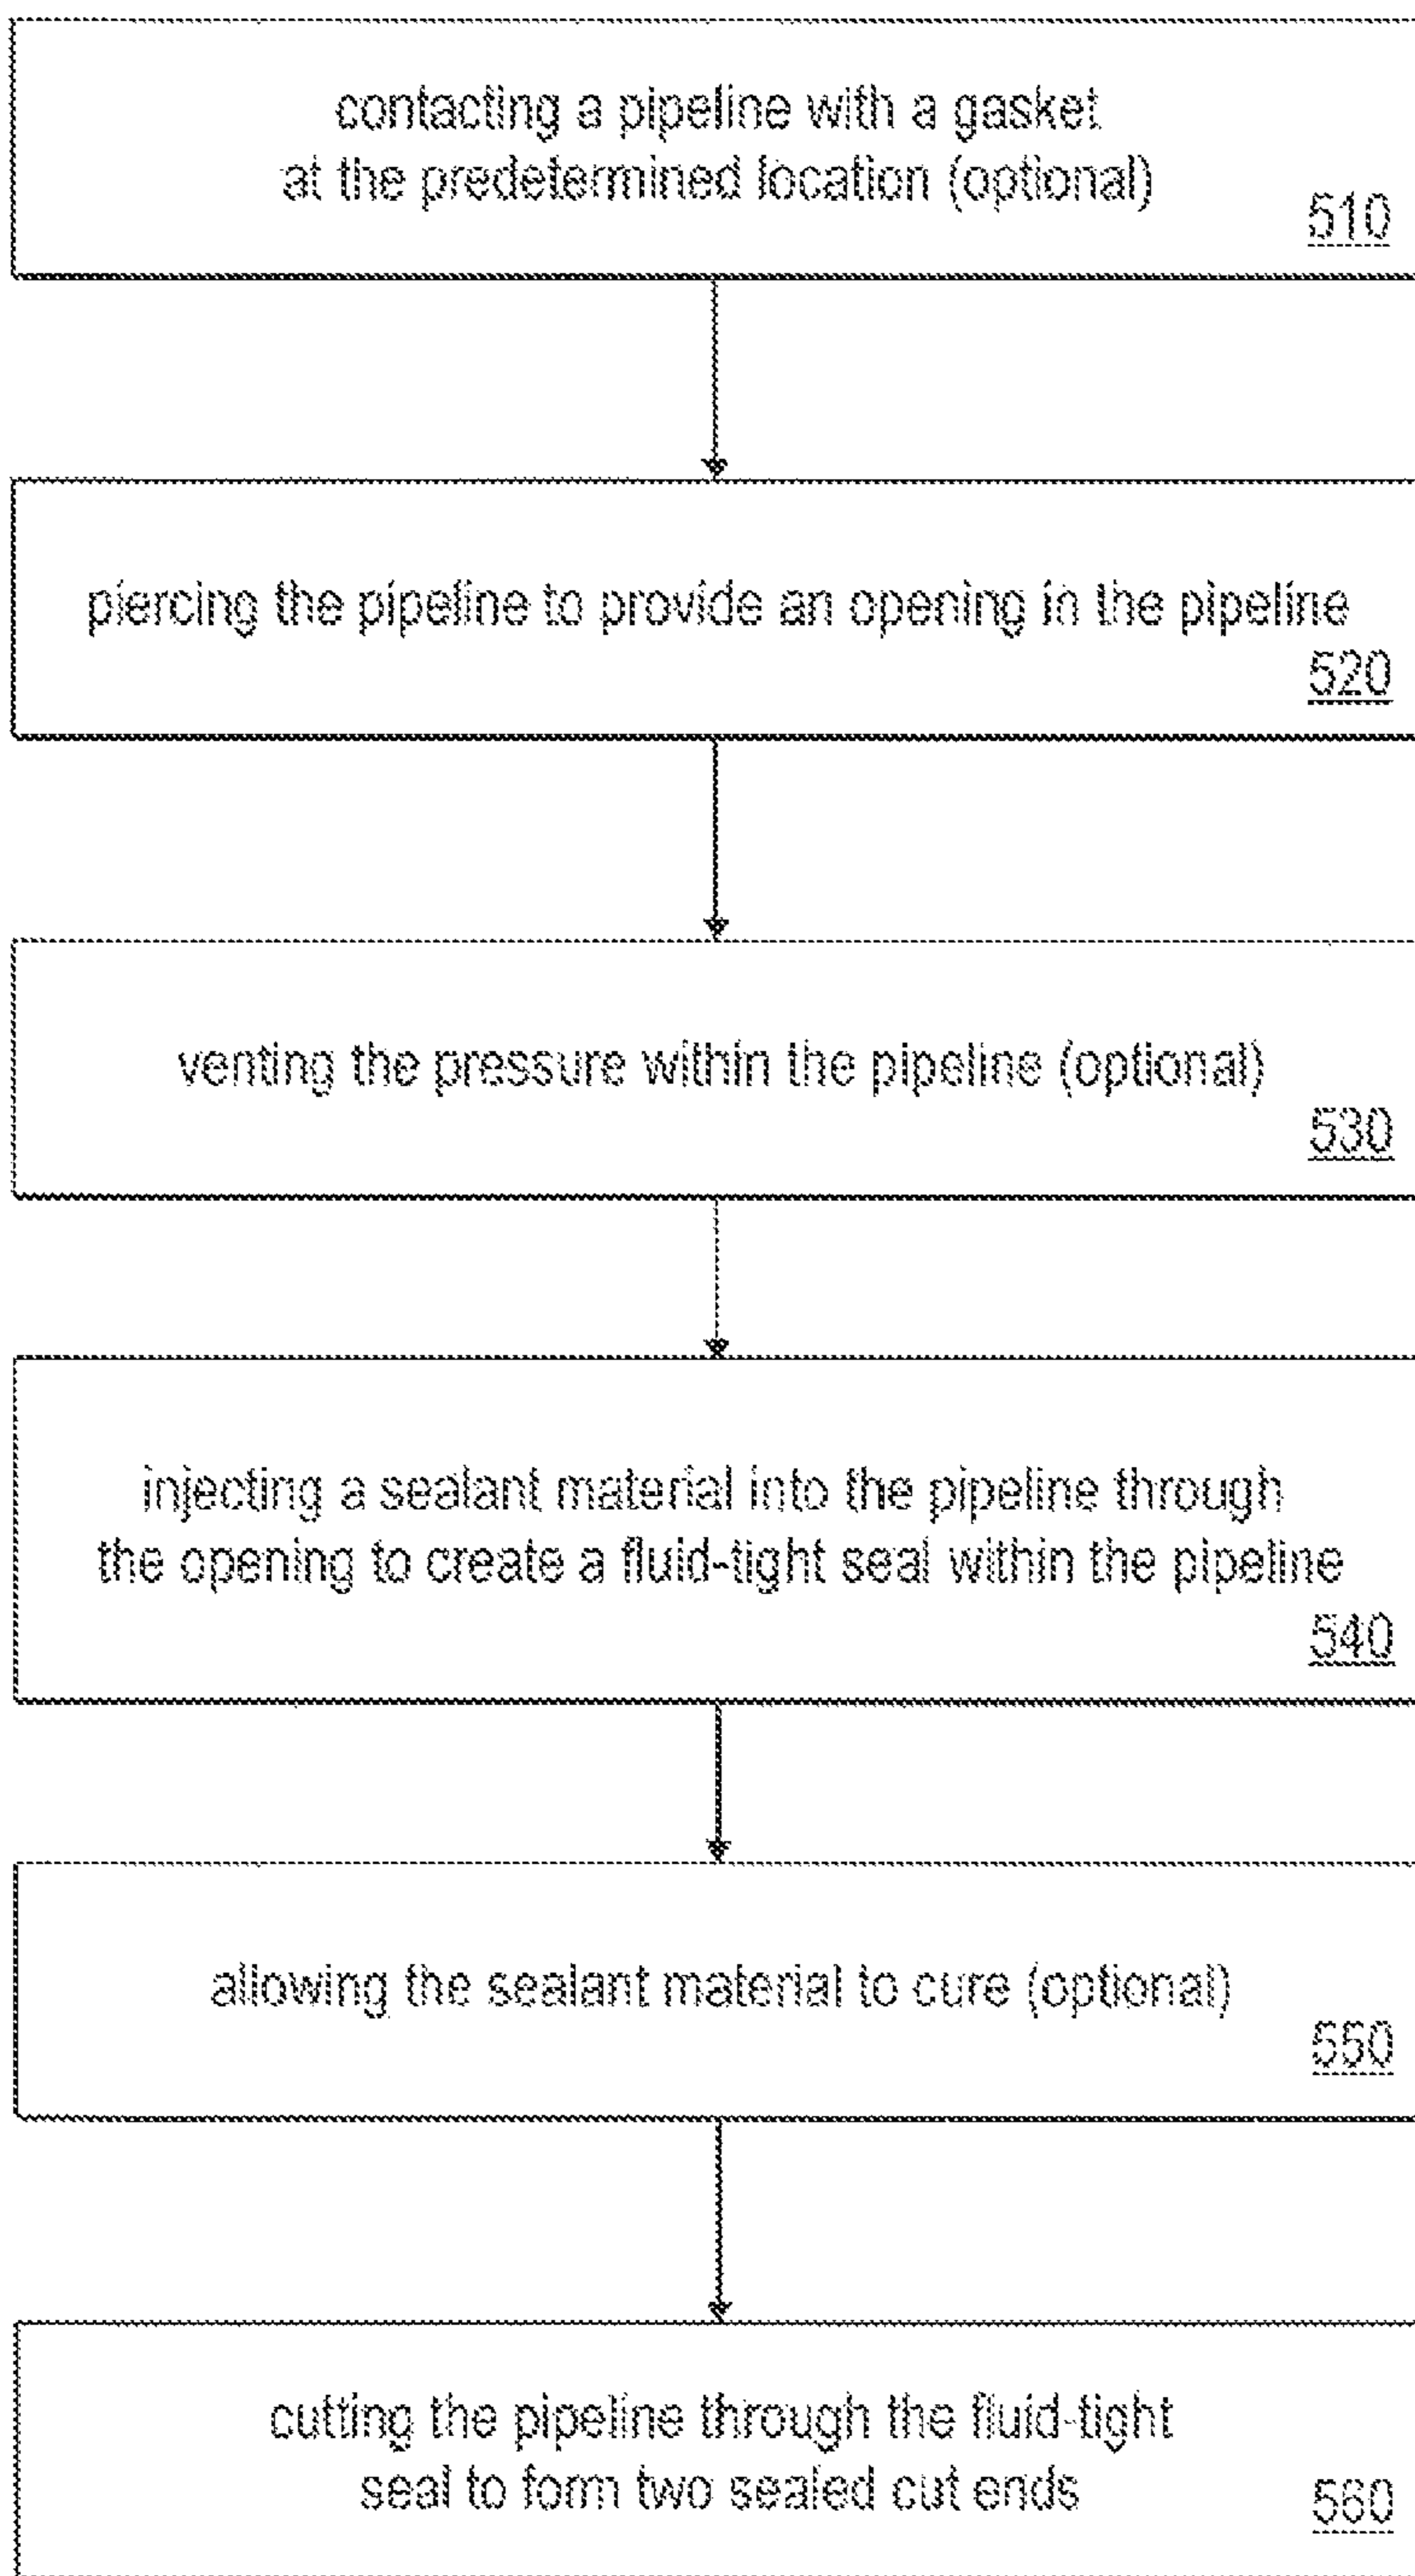 contacting a pipeline with a gasket
at the predetermined location (optional)
510
piercing the pipeline to provide an opening in the pipeline
520
venting the pressure within the pipeline (optional)
530
injecting a sealant material into the pipeline through
the opening to create a fluid-tight seal within the pipeline
540
allowing the sealant material to cure (optional)
550
cutting the pipeline through the fluid-tight
seal to form two sealed cut ends
560